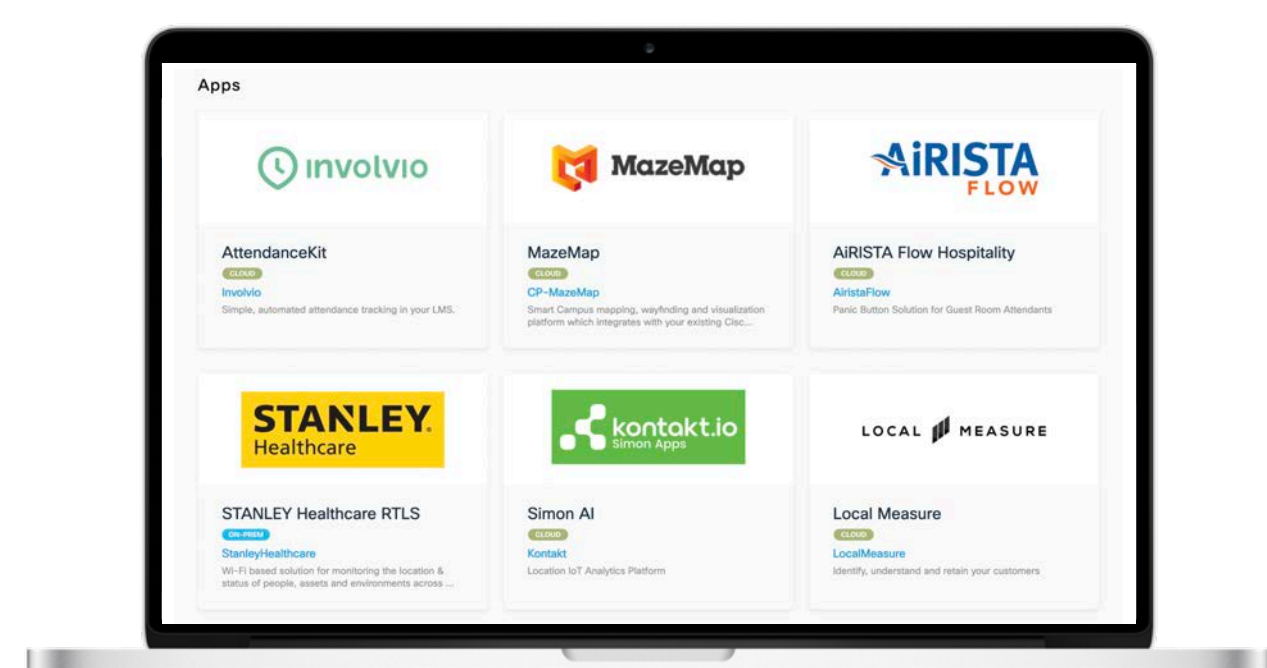 Apps
involvio
MazeMap
AiRISTA
FLOW
AttendanceKit
CLOUD
Involvio
Simple, automated attendance tracking in your LMS.
MazeMap
CLOUD
CP-MazeMap
Smart Campus mapping, wayfinding and visualization
platform which integrates with your existing Cisc...
AiRISTA Flow Hospitality
CLOUD
AiristaFlow
Panic Button Solution for Guest Room Attendants
STANLEY.
Healthcare
kontakt.io
Simon Apps
LOCAL MEASURE
STANLEY Healthcare RTLS
ON-PREM
StanleyHealthcare
Wi-Fi based solution for monitoring the location &
status of people, assets and environments across ...
Simon AI
CLOUD
Kontakt
Location IoT Analytics Platform
Local Measure
CLOUD
LocalMeasure
Identify, understand and retain your customers